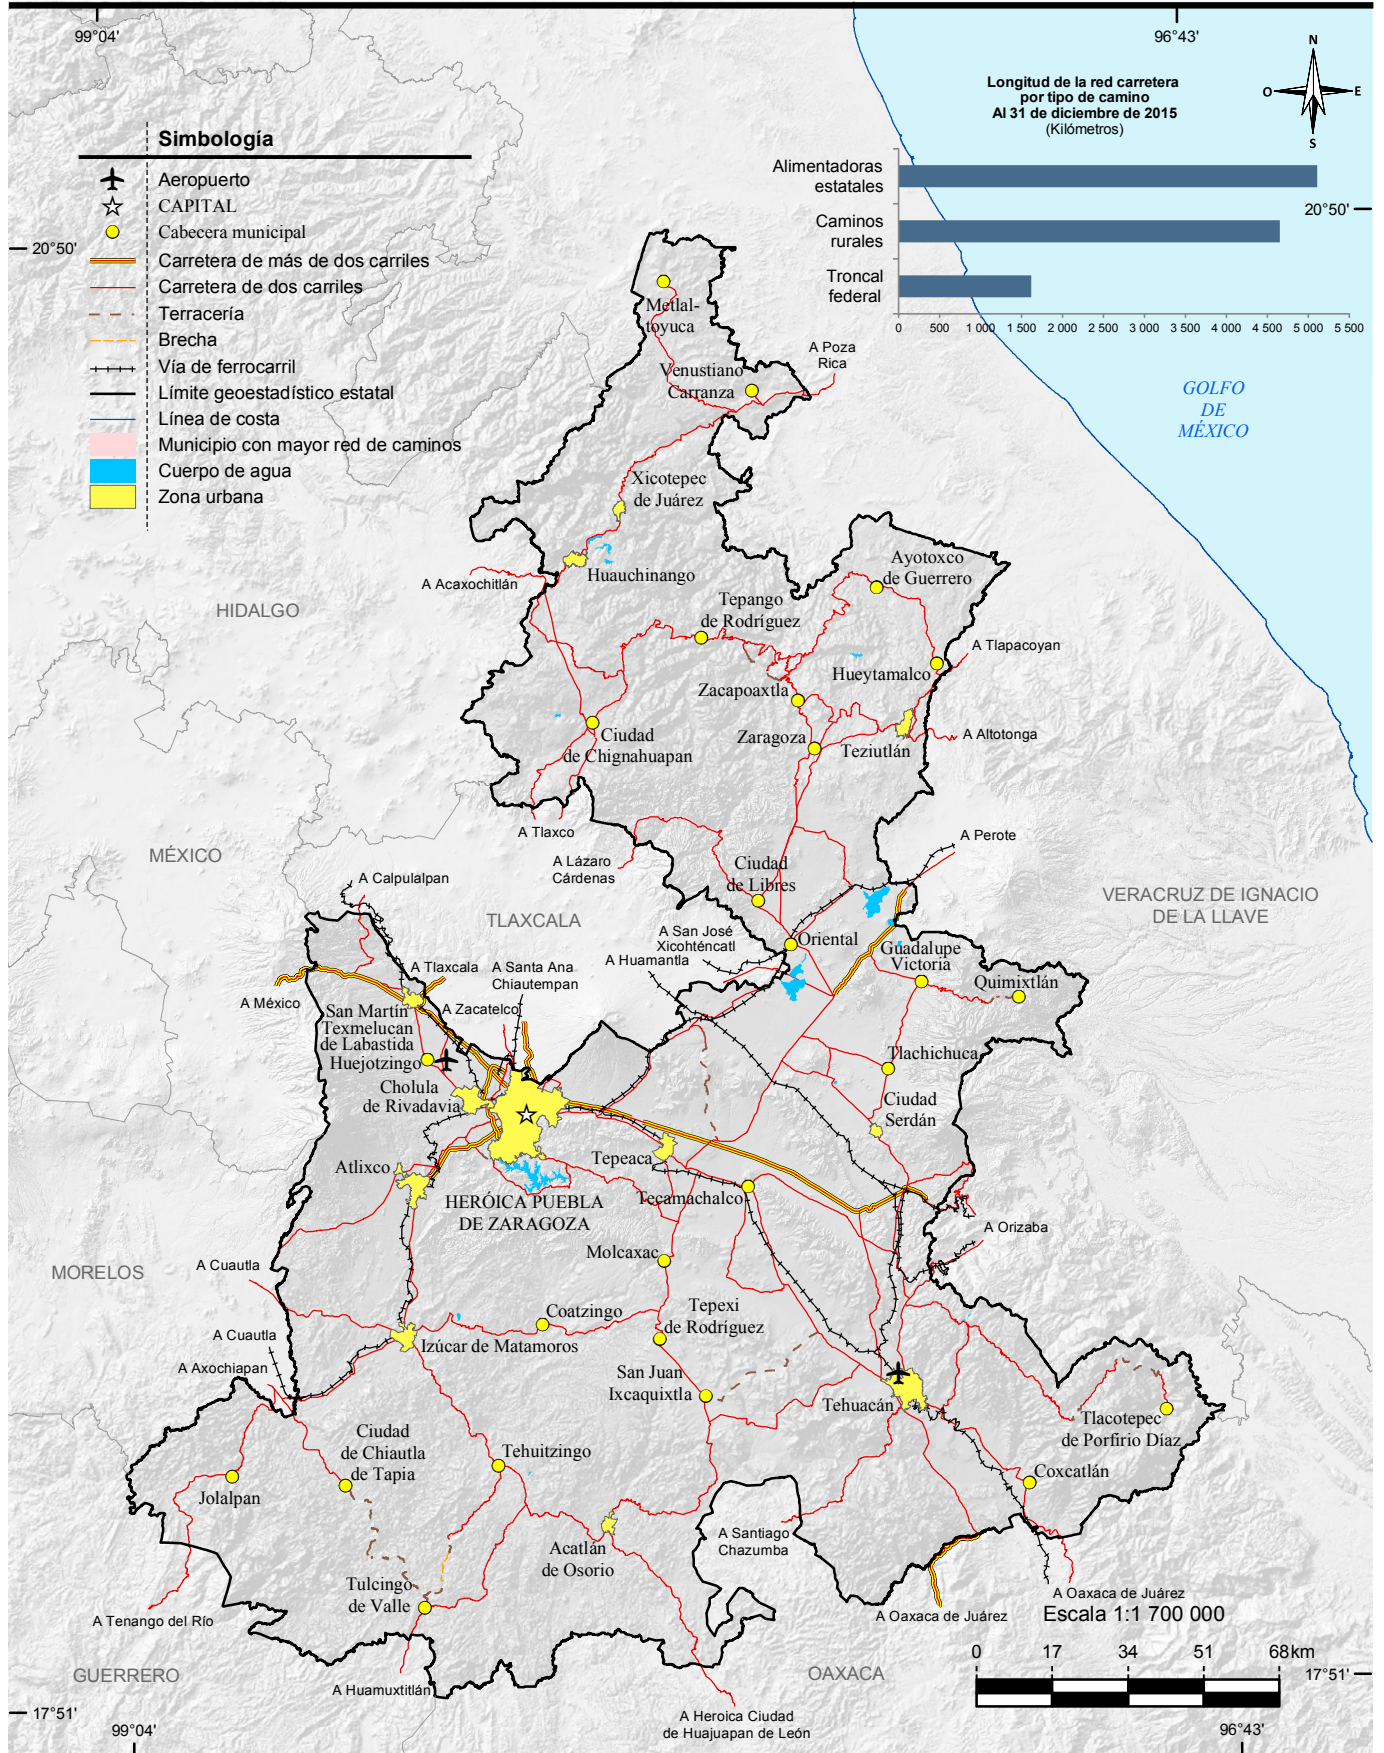 99°04'
96°43'
N
O
E
S
Longitud de la red carretera
por tipo de camino
Al 31 de diciembre de 2015
(Kilómetros)
Alimentadoras
estatales
Caminos
rurales
Troncal
federal
0 500 1 000 1 500 2 000 2 500 3 000 3 500 4 000 4 500 5 000 5 500
20°50'
20°50'
Simbología
Aeropuerto
CAPITAL
Cabecera municipal
Carretera de más de dos carriles
Carretera de dos carriles
Terracería
Brecha
Vía de ferrocarril
Límite geoestadístico estatal
Línea de costa
Municipio con mayor red de caminos
Cuerpo de agua
Zona urbana
GOLFO
DE
MÉXICO
Metlal-
toyuca
Venustiano
Carranza
A Poza
Rica
Xicotepec
de Juárez
Huauchinango
A Acaxochitlán
HIDALGO
Ayotoxco
de Guerrero
Tepango
de Rodríguez
A Tlapacoyan
Hueytamalco
Zacapoaxtla
Zaragoza
Teziutlán
A Altotonga
Ciudad
de Chignahuapan
A Tlaxco
A Lázaro
Cárdenas
A Perote
MÉXICO
A Calpulalpan
TLAXCALA
Ciudad
de Libres
VERACRUZ DE IGNACIO
DE LA LLAVE
A San José
Xicohténcatl
A Huamantla
Oriental
Guadalupe
Victoria
Quimixtlán
A Tlaxcala
A Santa Ana
Chiautempan
A México
A Zacatelco
San Martín
Texmelucan
de Labastida
Huejotzingo
Cholula
de Rivadavia
Tlachichuca
Ciudad
Serdán
Atlixco
Tepeaca
Tecamachalco
HERÓICA PUEBLA
DE ZARAGOZA
A Orizaba
Molcaxac
MORELOS
A Cuautla
Coatzingo
Tepexi
de Rodríguez
A Cuautla
Izúcar de Matamoros
A Axochiapan
San Juan
Ixcaquixtla
Tehuacán
Tlacotepec
de Porfirio Díaz
Ciudad
de Chiautla
de Tapia
Tehuitzingo
Jolalpan
Coxcatlán
A Santiago
Chazumba
Acatlán
de Osorio
Tulcingo
de Valle
A Tenango del Río
A Oaxaca de Juárez
A Oaxaca de Juárez
Escala 1:1 700 000
0 17 34 51 68km
GUERRERO
OAXACA
A Huamuxtitlán
A Heroica Ciudad
de Huajuapan de León
17°51'
17°51'
99°04'
96°43'